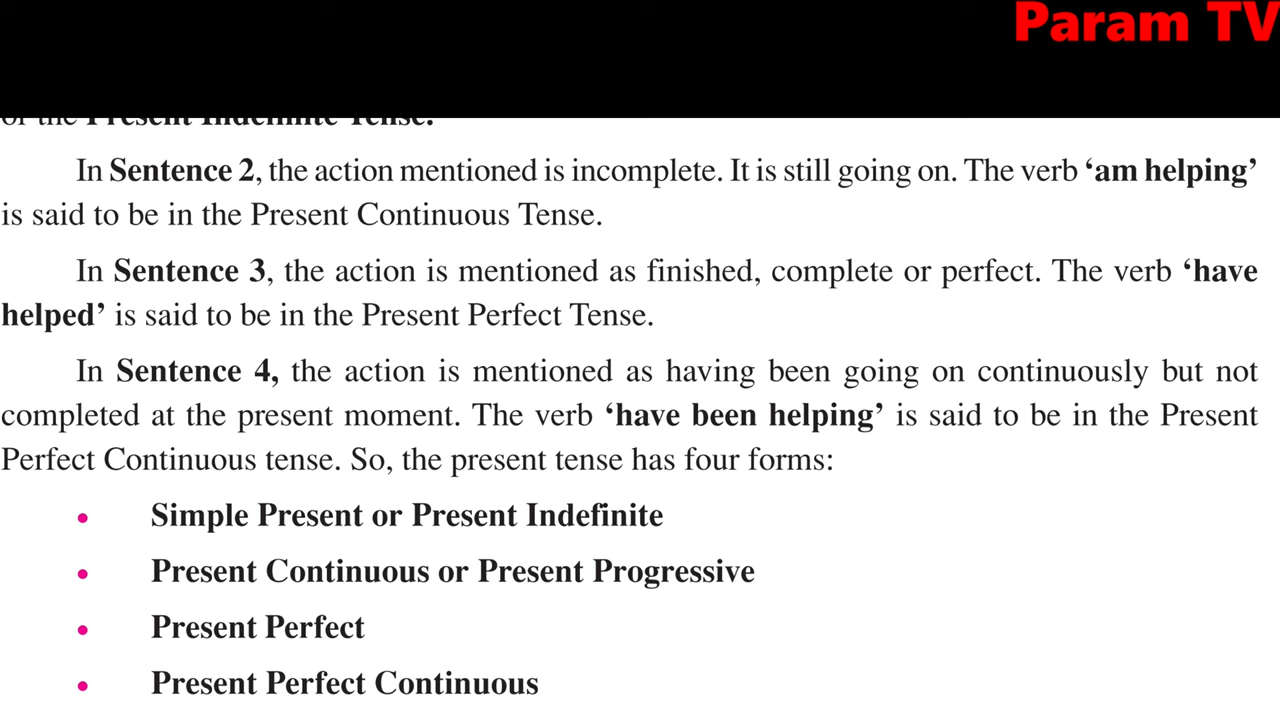 Param TV
or the Present Indefinite Tense.
In Sentence 2, the action mentioned is incomplete. It is still going on. The verb ‘am helping’
is said to be in the Present Continuous Tense.
In Sentence 3, the action is mentioned as finished, complete or perfect. The verb ‘have
helped’ is said to be in the Present Perfect Tense.
In Sentence 4, the action is mentioned as having been going on continuously but not
completed at the present moment. The verb ‘have been helping’ is said to be in the Present
Perfect Continuous tense. So, the present tense has four forms:
• Simple Present or Present Indefinite
• Present Continuous or Present Progressive
• Present Perfect
• Present Perfect Continuous